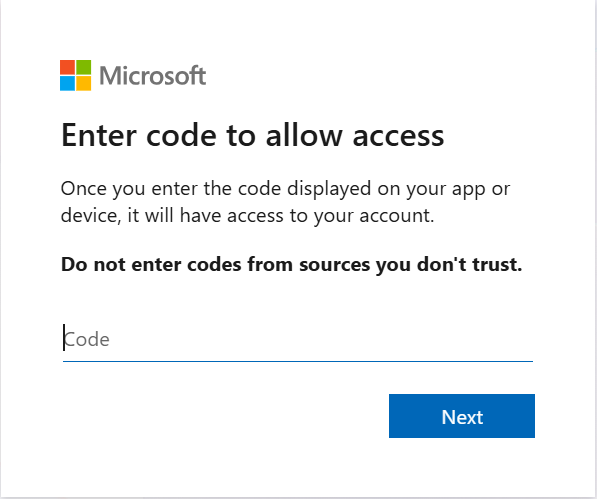 Microsoft
Enter code to allow access
Once you enter the code displayed on your app or
device, it will have access to your account.
Do not enter codes from sources you don't trust.
Code
Next